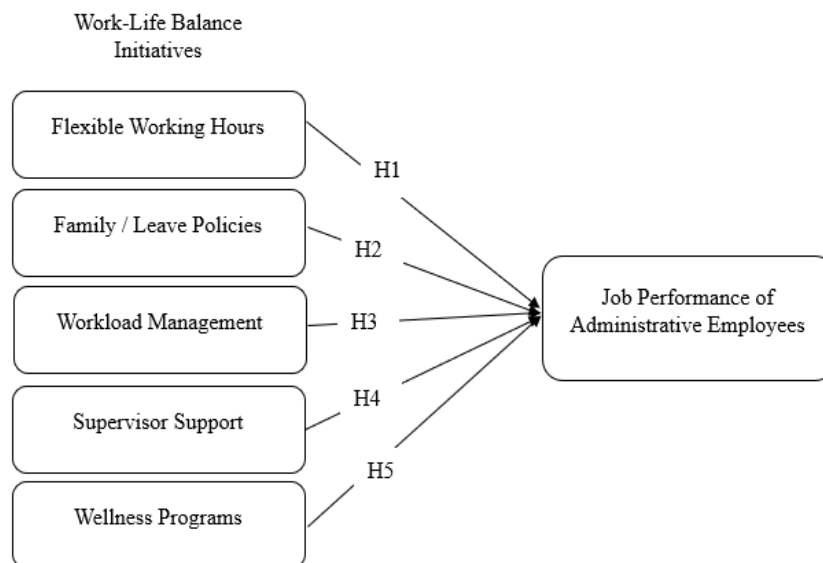 Work-Life Balance
Initiatives
Flexible Working Hours
H1
Family / Leave Policies
H2
Workload Management
H3
Job Performance of
Administrative Employees
Supervisor Support
H4
Wellness Programs
H5